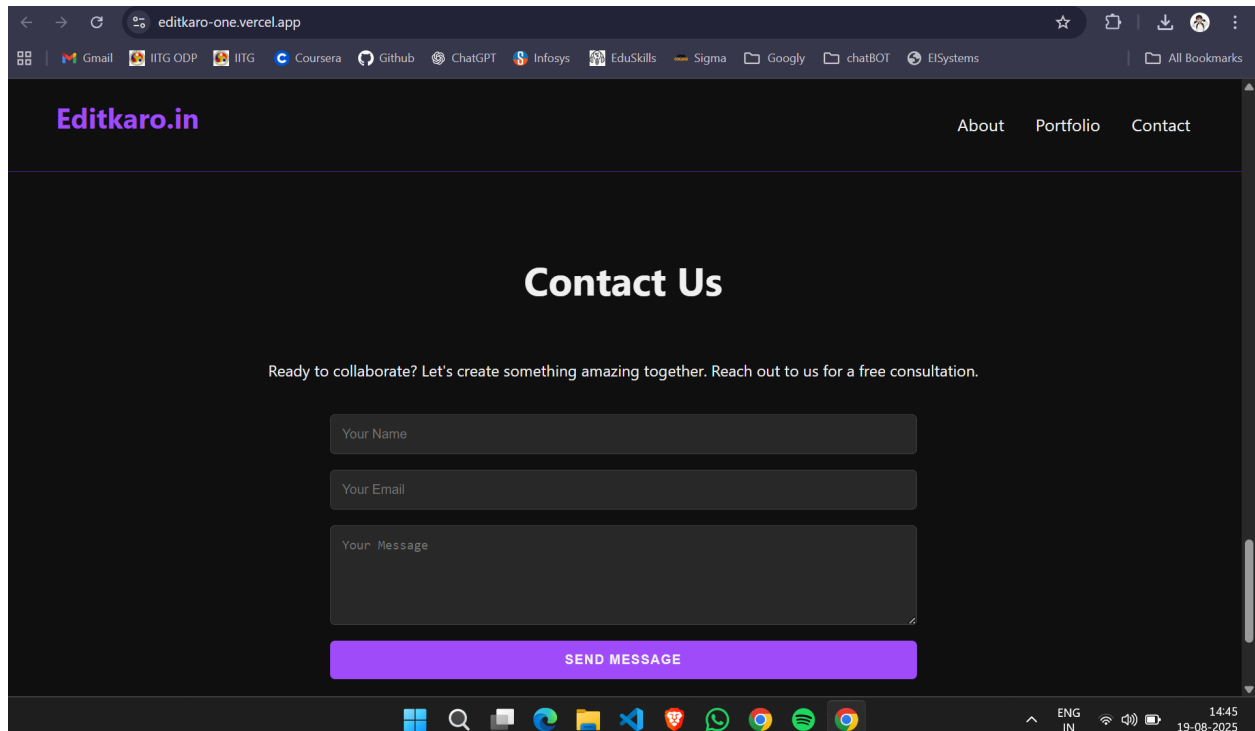 editkaro-one.vercel.app
Gmail IITG ODP IITG Coursera Github ChatGPT Infosys EduSkills Sigma Googly chatBOT EISystems All Bookmarks
Editkaro.in
About Portfolio Contact
Contact Us
Ready to collaborate? Let's create something amazing together. Reach out to us for a free consultation.
Your Name
Your Email
Your Message
SEND MESSAGE
ENG 14:45
IN 19-08-2025